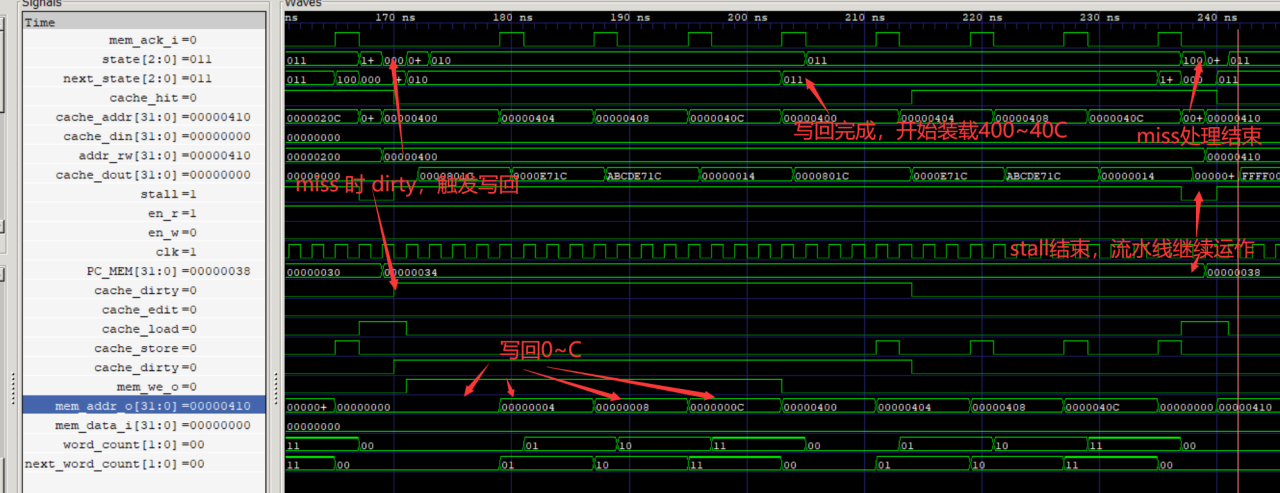 Signals
Waves
Time
ns 170 ns 180 ns 190 ns 200 ns 210 ns 220 ns 230 ns 240 ns
mem_ack_i=0
state[2:0]=011 011 1+ 000 0+ 010 011 100 0+ 011
next_state[2:0]=011 011 100 000 + 010 011 1+ 000 011
cache_hit=0
cache_addr[31:0]=00000410 0000020C 0+ 00000400 00000404 00000408 0000040C 00000400 00000404 00000408 0000040C 00+ 00000410
写回完成，开始装载400~40C
miss处理结束
cache_din[31:0]=00000000 00000000
addr_rw[31:0]=00000410 00000200 00000400 00000410
cache_dout[31:0]=00000000 00000000 0000801C 0000E71C ABCDE71C 00000014 0000801C 0000E71C ABCDE71C 00000014 00000+ FFFF00
miss 时 dirty，触发写回
stall=1
en_r=1
en_w=0
clk=1
stall结束，流水线继续运作
PC_MEM[31:0]=00000038 00000030 00000034 00000038
cache_dirty=0
cache_edit=0
cache_load=0
cache_store=0
写回0~C
cache_dirty=0
mem_we_o=0
mem_addr_o[31:0]=00000410 00000+ 00000000 00000004 00000008 0000000C 00000400 00000404 00000408 0000040C 00000000 00000410
mem_data_i[31:0]=00000000 00000000
word_count[1:0]=00 11 00 01 10 11 00 01 10 11 00
next_word_count[1:0]=00 11 00 01 10 11 00 01 10 11 00